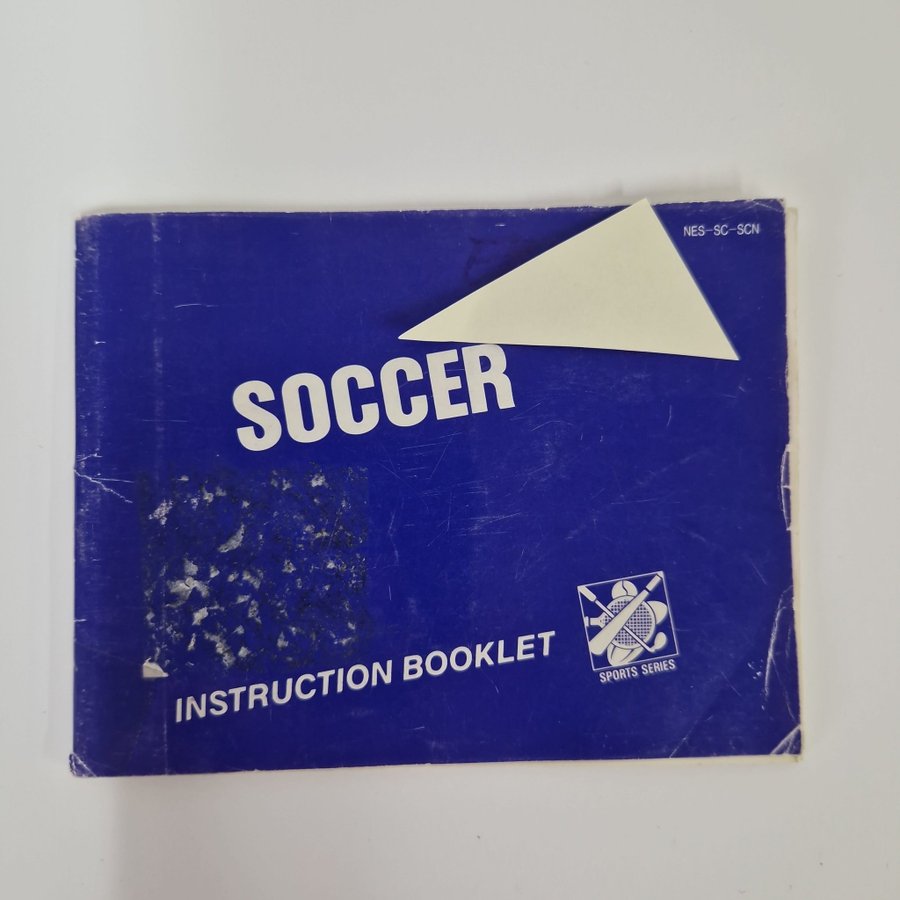 NES-SC-SCN
SOCCER
INSTRUCTION BOOKLET
SPORTS SERIES